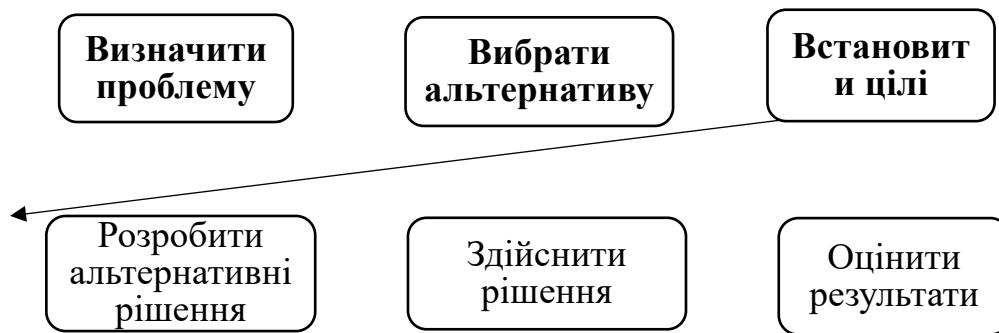 Визначити
проблему
Вибрати
альтернативу
Встановит
и цілі
Розробити
альтернативні
рішення
Здійснити
рішення
Оцінити
результати